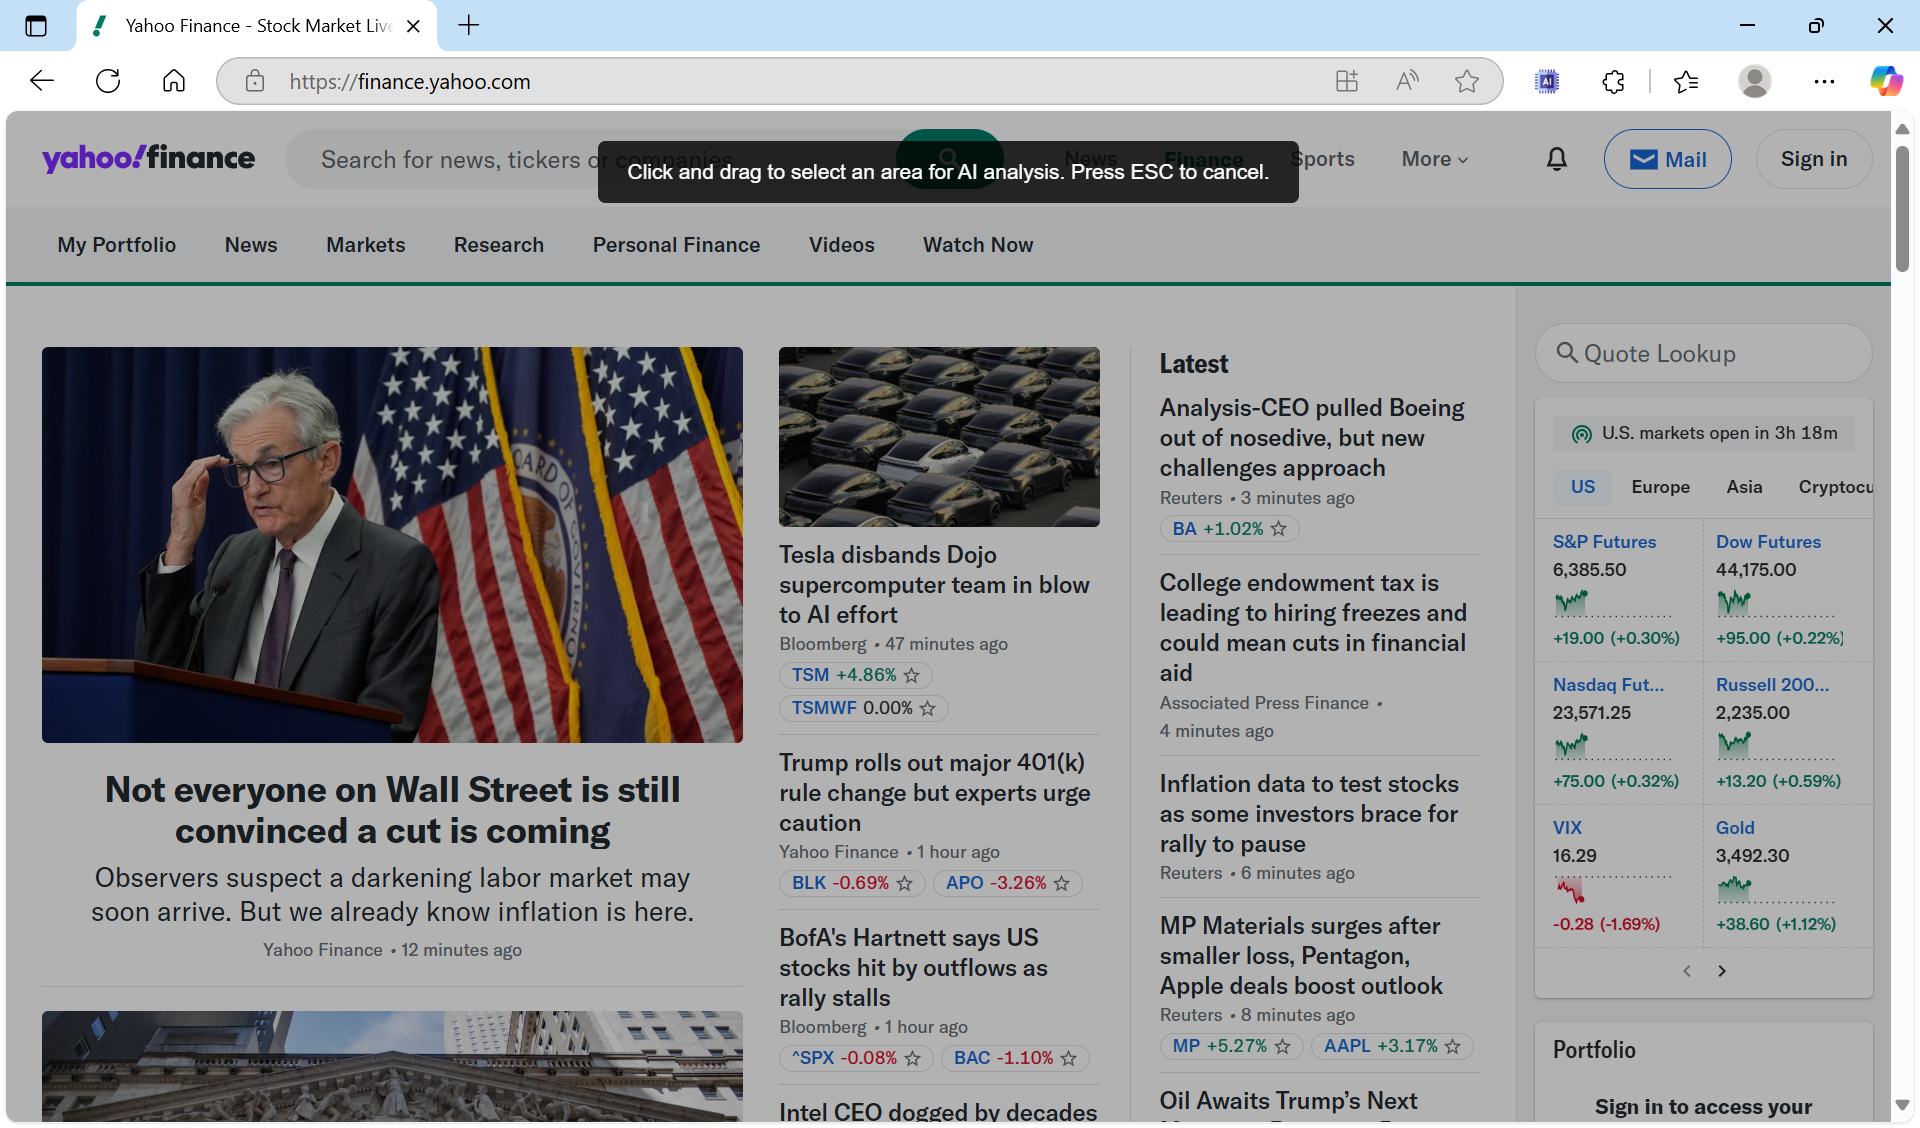 Yahoo Finance - Stock Market Live
https://finance.yahoo.com
yahoo!finance
Search for news, tickers or companies
News
Finance
Sports
More
Mail
Sign in
Click and drag to select an area for AI analysis. Press ESC to cancel.
My Portfolio
News
Markets
Research
Personal Finance
Videos
Watch Now
Not everyone on Wall Street is still
convinced a cut is coming
Observers suspect a darkening labor market may
soon arrive. But we already know inflation is here.
Yahoo Finance • 12 minutes ago
Tesla disbands Dojo
supercomputer team in blow
to AI effort
Bloomberg • 47 minutes ago
TSM +4.86%
TSMWF 0.00%
Trump rolls out major 401(k)
rule change but experts urge
caution
Yahoo Finance • 1 hour ago
BLK -0.69%
APO -3.26%
BofA's Hartnett says US
stocks hit by outflows as
rally stalls
Bloomberg • 1 hour ago
^SPX -0.08%
BAC -1.10%
Intel CEO dogged by decades
Latest
Analysis-CEO pulled Boeing
out of nosedive, but new
challenges approach
Reuters • 3 minutes ago
BA +1.02%
College endowment tax is
leading to hiring freezes and
could mean cuts in financial
aid
Associated Press Finance •
4 minutes ago
Inflation data to test stocks
as some investors brace for
rally to pause
Reuters • 6 minutes ago
MP Materials surges after
smaller loss, Pentagon,
Apple deals boost outlook
Reuters • 8 minutes ago
MP +5.27%
AAPL +3.17%
Oil Awaits Trump's Next
Quote Lookup
U.S. markets open in 3h 18m
US
Europe
Asia
Cryptocu
S&P Futures
6,385.50
+19.00 (+0.30%)
Dow Futures
44,175.00
+95.00 (+0.22%)
Nasdaq Fut...
23,571.25
+75.00 (+0.32%)
Russell 200...
2,235.00
+13.20 (+0.59%)
VIX
16.29
-0.28 (-1.69%)
Gold
3,492.30
+38.60 (+1.12%)
Portfolio
Sign in to access your